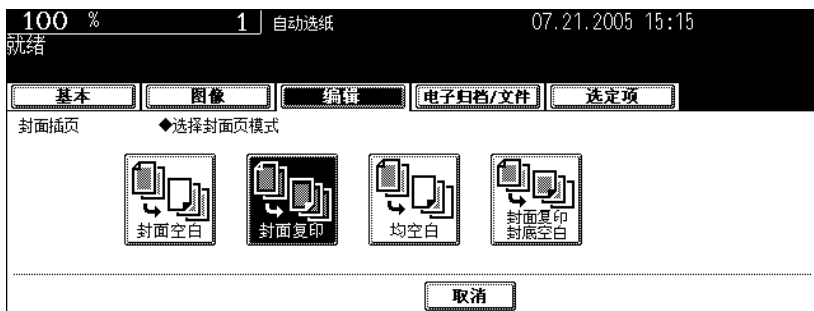 100 % 1 自动选纸 07.21.2005 15:15
就绪
基本 图像 编辑 电子归档/文件 选定项
封面插页 ◆选择封面页模式
封面空白 封面复印 均空白 封面复印
封底空白
取消